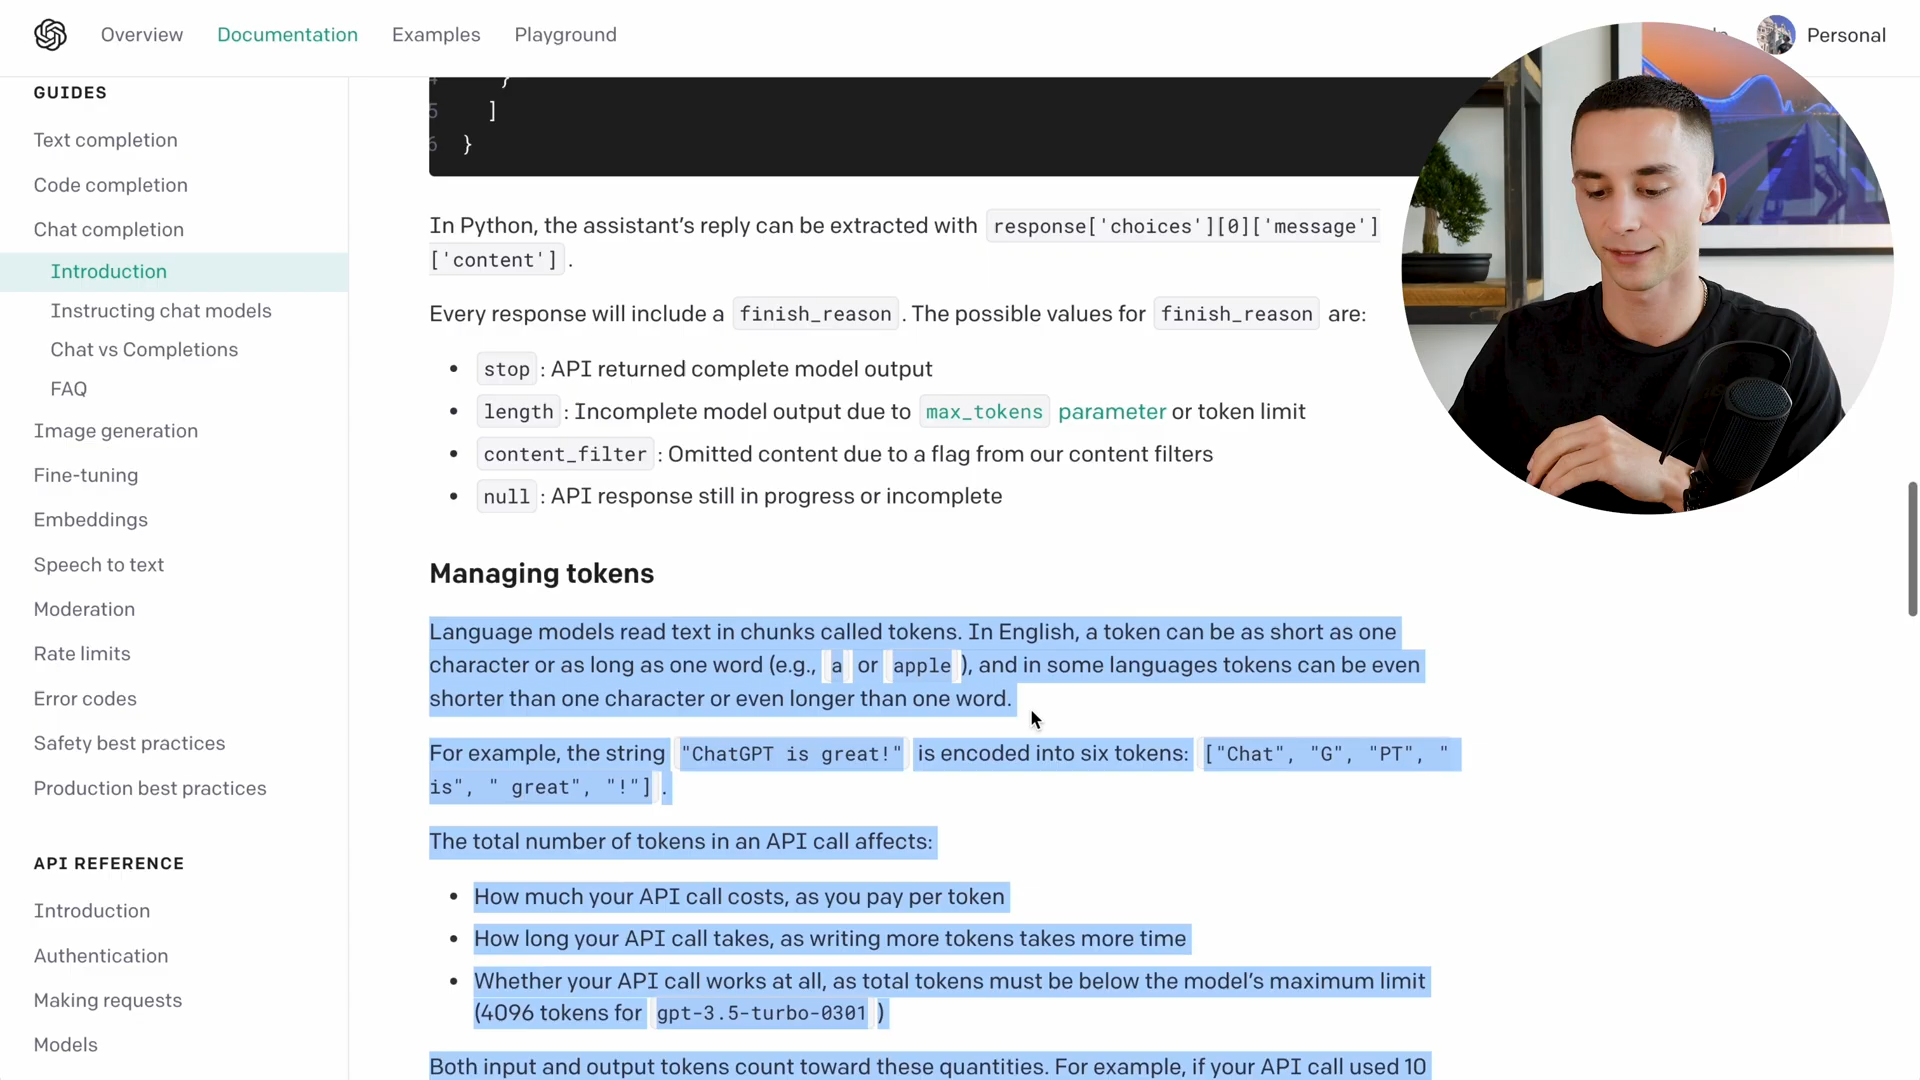 Overview Documentation Examples Playground Personal
GUIDES
Text completion
Code completion
Chat completion
Introduction
Instructing chat models
Chat vs Completions
FAQ
Image generation
Fine-tuning
Embeddings
Speech to text
Moderation
Rate limits
Error codes
Safety best practices
Production best practices
API REFERENCE
Introduction
Authentication
Making requests
Models
}
5 ]
6 }
In Python, the assistant’s reply can be extracted with response['choices'][0]['message']
['content'] .
Every response will include a finish_reason . The possible values for finish_reason are:
• stop : API returned complete model output
• length : Incomplete model output due to max_tokens parameter or token limit
• content_filter : Omitted content due to a flag from our content filters
• null : API response still in progress or incomplete
Managing tokens
Language models read text in chunks called tokens. In English, a token can be as short as one
character or as long as one word (e.g., a or apple ), and in some languages tokens can be even
shorter than one character or even longer than one word.
For example, the string "ChatGPT is great!" is encoded into six tokens: ["Chat", "G", "PT", "
is", " great", "!"] .
The total number of tokens in an API call affects:
• How much your API call costs, as you pay per token
• How long your API call takes, as writing more tokens takes more time
• Whether your API call works at all, as total tokens must be below the model’s maximum limit
(4096 tokens for gpt-3.5-turbo-0301 )
Both input and output tokens count toward these quantities. For example, if your API call used 10